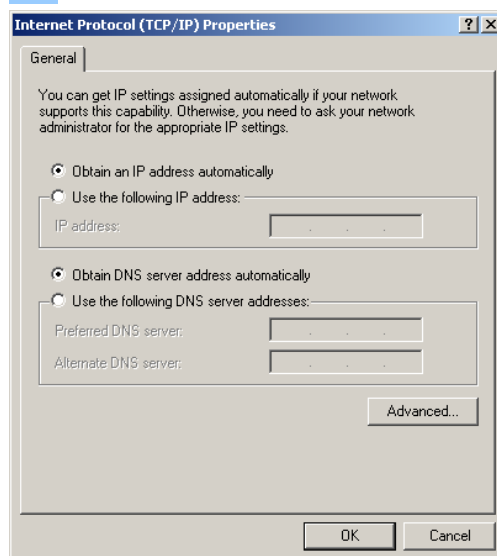 Internet Protocol (TCP/IP) Properties
General
You can get IP settings assigned automatically if your network
supports this capability. Otherwise, you need to ask your network
administrator for the appropriate IP settings.
Obtain an IP address automatically
Use the following IP address:
IP address:
Obtain DNS server address automatically
Use the following DNS server addresses:
Preferred DNS server:
Alternate DNS server:
Advanced...
OK
Cancel